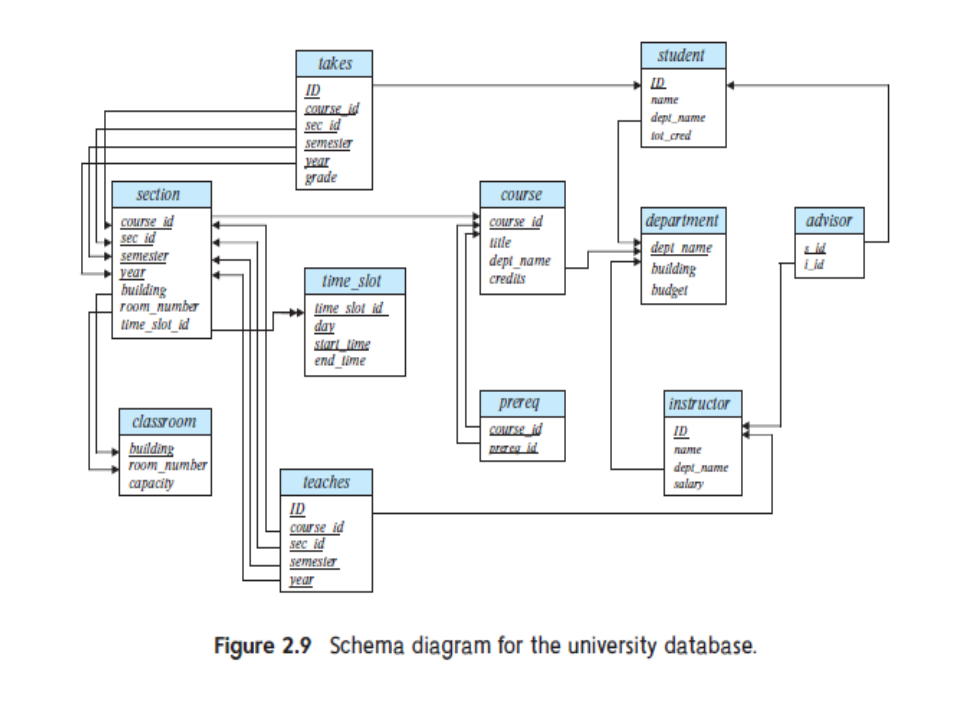 takes
ID
course_id
sec_id
semester
year
grade
student
ID
name
dept_name
tot_cred
section
course_id
sec_id
semester
year
building
room_number
time_slot_id
course
course_id
title
dept_name
credits
department
dept_name
building
budget
advisor
s_id
i_id
time_slot
time_slot_id
day
start_time
end_time
prereq
course_id
prereq_id
instructor
ID
name
dept_name
salary
classroom
building
room_number
capacity
teaches
ID
course_id
sec_id
semester
year
Figure 2.9 Schema diagram for the university database.